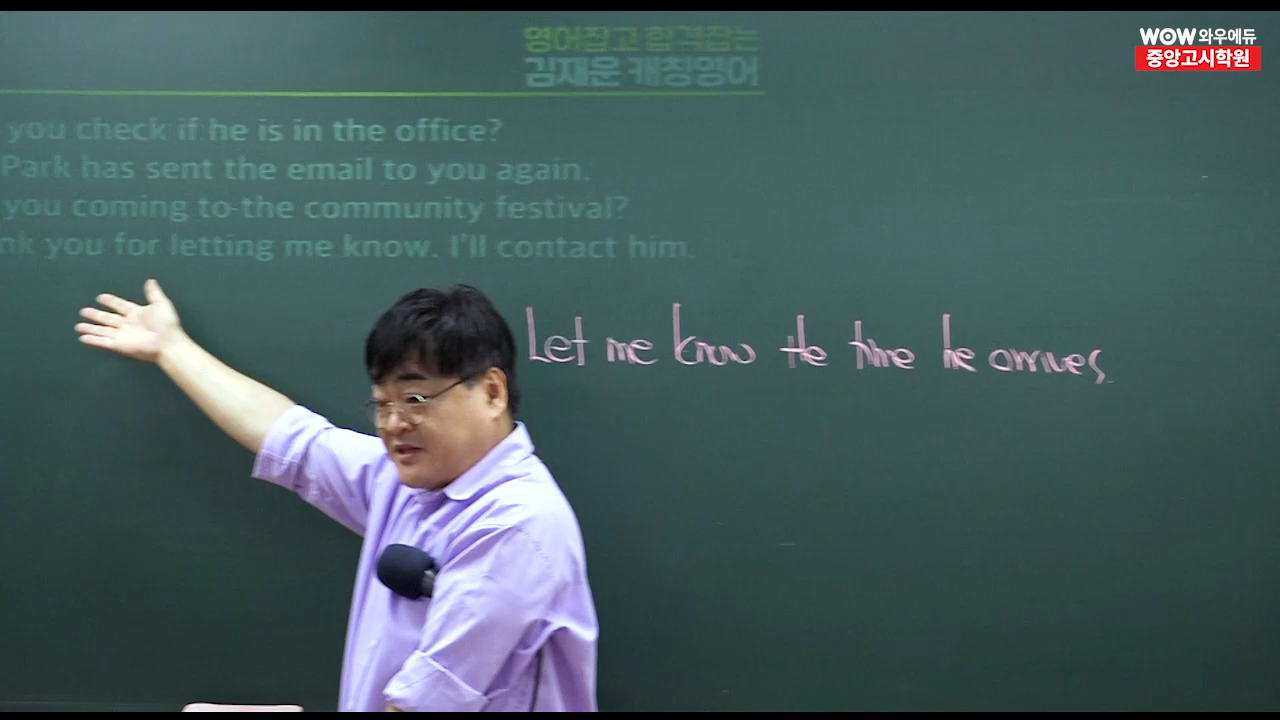 영어잡고 합격잡는
김재운 캐칭영어
WOW 와우에듀
중앙고시학원
you check if he is in the office?
Park has sent the email to you again.
you coming to the community festival?
nk you for letting me know. I'll contact him.
Let me know the time he arrives.